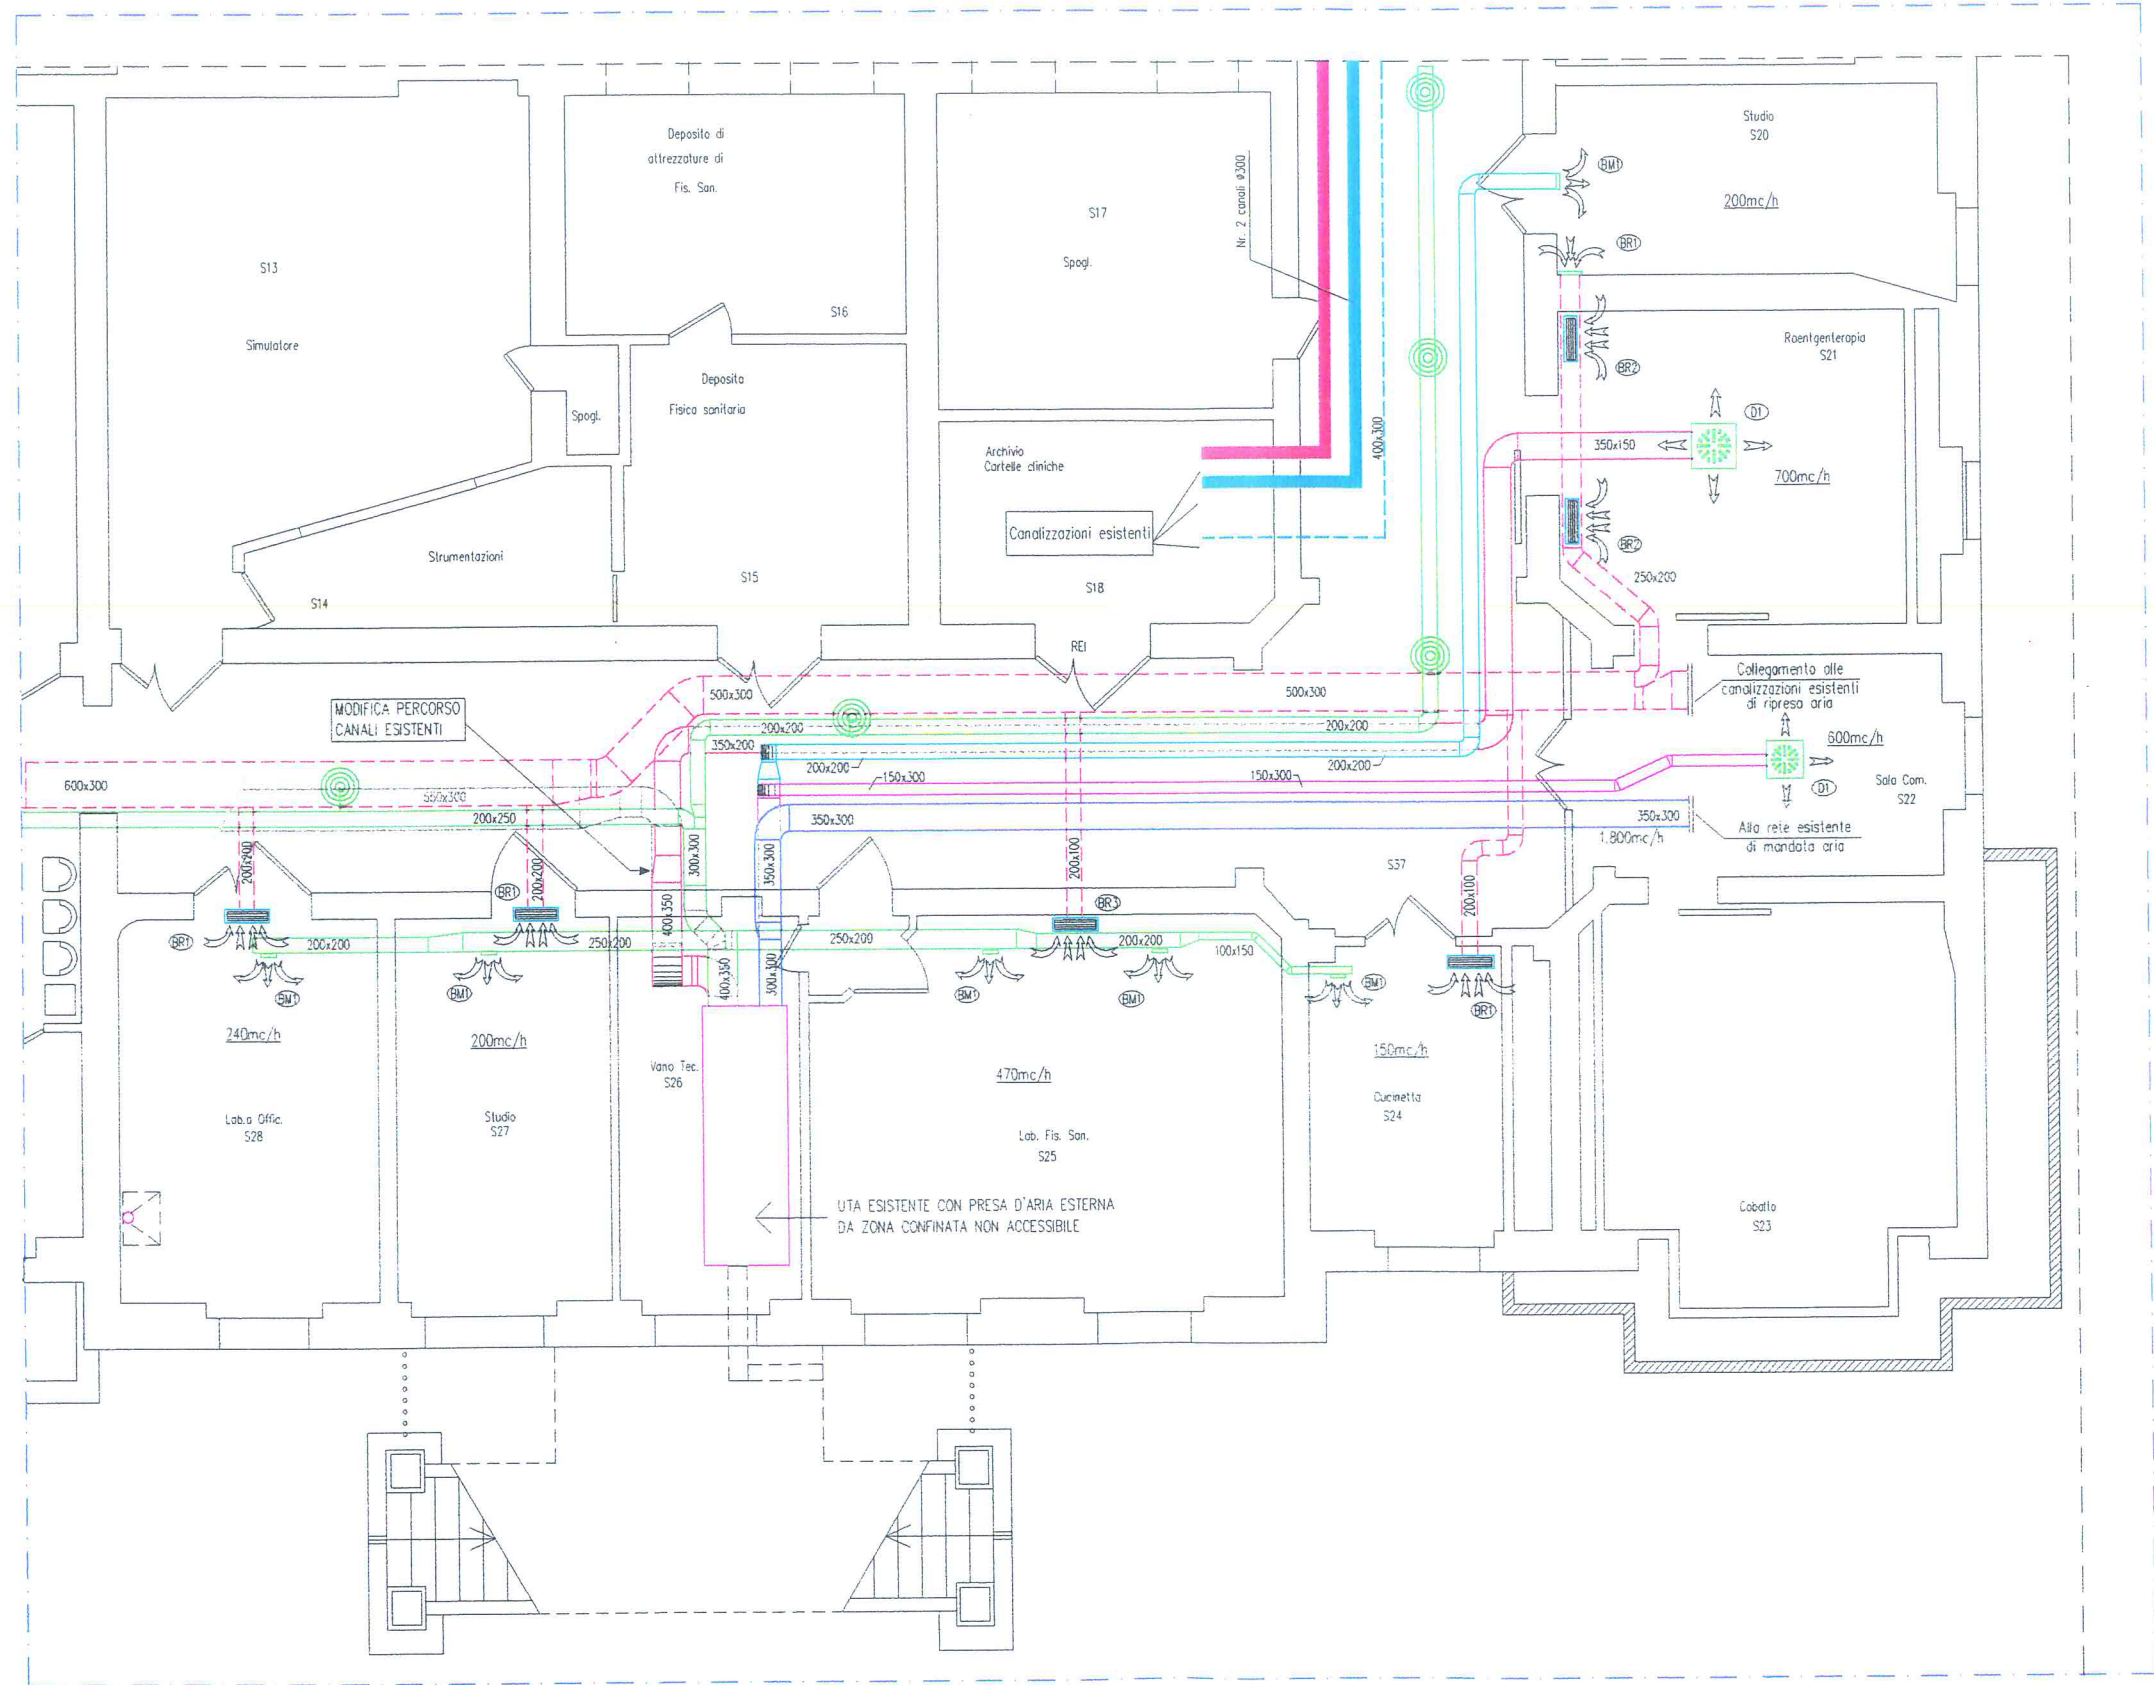 Studio
S20
200mc/h
BM1
BR1
Deposito di
attrezzature di
Fis. San.
S16
S17
Spogl.
Nr. 2 canali ø300
S13
Simulatore
Spogl.
Deposito
Fisica sanitaria
S15
Strumentazioni
S14
Archivio
Cartelle cliniche
Canalizzazioni esistenti
S18
400x300
Roentgenterapia
S21
BR2
D1
350x150
700mc/h
BR2
250x200
REI
MODIFICA PERCORSO
CANALI ESISTENTI
500x300
500x300
Collegamento alle
canalizzazioni esistenti
di ripresa aria
200x200
200x200
350x200
200x200
200x200
600mc/h
600x300
150x300
150x300
Sala Com.
S22
D1
200x250
350x300
350x300
1.800mc/h
Alla rete esistente
di mandata aria
200x200
200x200
300x300
350x300
200x100
S37
200x100
BR1
BR1
400x350
BR3
200x200
250x200
250x200
200x200
100x150
400x350
300x300
BM1
BM1
BM1
BM1
BM1
BR1
240mc/h
200mc/h
470mc/h
150mc/h
Vano Tec.
S26
Lab.o Offic.
S28
Studio
S27
Lab. Fis. San.
S25
Cucinetta
S24
UTA ESISTENTE CON PRESA D'ARIA ESTERNA
DA ZONA CONFINATA NON ACCESSIBILE
Cobalto
S23